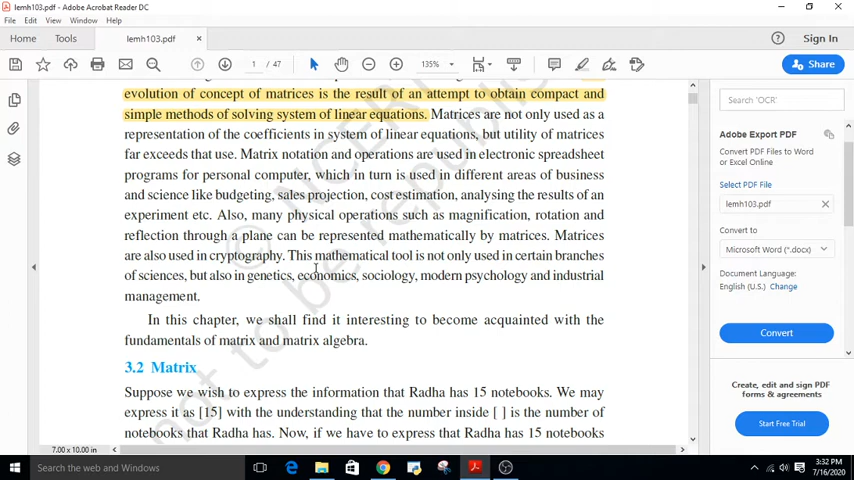 lemh103.pdf - Adobe Acrobat Reader DC
File Edit View Window Help
Home Tools lemh103.pdf × Sign In
1 / 47 135% Share
evolution of concept of matrices is the result of an attempt to obtain compact and
simple methods of solving system of linear equations. Matrices are not only used as a
representation of the coefficients in system of linear equations, but utility of matrices
far exceeds that use. Matrix notation and operations are used in electronic spreadsheet
programs for personal computer, which in turn is used in different areas of business
and science like budgeting, sales projection, cost estimation, analysing the results of an
experiment etc. Also, many physical operations such as magnification, rotation and
reflection through a plane can be represented mathematically by matrices. Matrices
are also used in cryptography. This mathematical tool is not only used in certain branches
of sciences, but also in genetics, economics, sociology, modern psychology and industrial
management.
In this chapter, we shall find it interesting to become acquainted with the
fundamentals of matrix and matrix algebra.
3.2 Matrix
Suppose we wish to express the information that Radha has 15 notebooks. We may
express it as [15] with the understanding that the number inside [ ] is the number of
notebooks that Radha has. Now, if we have to express that Radha has 15 notebooks
© NCERT
not to be republished
7.00 x 10.00 in
Search 'OCR'
Adobe Export PDF
Convert PDF Files to Word
or Excel Online
Select PDF File
lemh103.pdf
Convert to
Microsoft Word (*.docx)
Document Language:
English (U.S.) Change
Convert
Create, edit and sign PDF
forms & agreements
Start Free Trial
Search the web and Windows
3:32 PM
7/16/2020